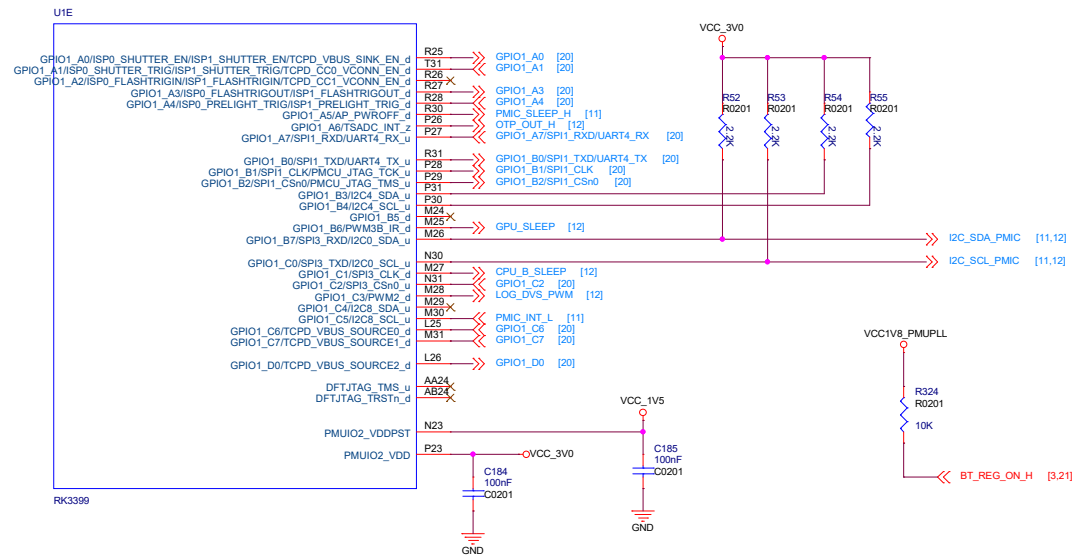 U1E
GPIO1_A0/ISP0_SHUTTER_EN/ISP1_SHUTTER_EN/TCPD_VBUS_SINK_EN_d R25 GPIO1_A0 [20]
GPIO1_A1/ISP0_SHUTTER_TRIG/ISP1_SHUTTER_TRIG/TCPD_CC0_VCONN_EN_d T31 GPIO1_A1 [20]
GPIO1_A2/ISP0_FLASHTRIGIN/ISP1_FLASHTRIGIN/TCPD_CC1_VCONN_EN_d R26
GPIO1_A3/ISP0_FLASHTRIGOUT/ISP1_FLASHTRIGOUT_d R27 GPIO1_A3 [20]
GPIO1_A4/ISP0_PRELIGHT_TRIG/ISP1_PRELIGHT_TRIG_d R28 GPIO1_A4 [20]
GPIO1_A5/AP_PWROFF_d R30 PMIC_SLEEP_H [11]
GPIO1_A6/TSADC_INT_z P26 OTP_OUT_H [12]
GPIO1_A7/SPI1_RXD/UART4_RX_u P27 GPIO1_A7/SPI1_RXD/UART4_RX [20]
GPIO1_B0/SPI1_TXD/UART4_TX_u R31 GPIO1_B0/SPI1_TXD/UART4_TX [20]
GPIO1_B1/SPI1_CLK/PMCU_JTAG_TCK_u P28 GPIO1_B1/SPI1_CLK [20]
GPIO1_B2/SPI1_CSn0/PMCU_JTAG_TMS_u P29 GPIO1_B2/SPI1_CSn0 [20]
GPIO1_B3/I2C4_SDA_u P31
GPIO1_B4/I2C4_SCL_u P30
GPIO1_B5_d M24
GPIO1_B6/PWM3B_IR_d M25 GPU_SLEEP [12]
GPIO1_B7/SPI3_RXD/I2C0_SDA_u M26 I2C_SDA_PMIC [11,12]
GPIO1_C0/SPI3_TXD/I2C0_SCL_u N30 I2C_SCL_PMIC [11,12]
GPIO1_C1/SPI3_CLK_d M27 CPU_B_SLEEP [12]
GPIO1_C2/SPI3_CSn0_u N31 GPIO1_C2 [20]
GPIO1_C3/PWM2_d M28 LOG_DVS_PWM [12]
GPIO1_C4/I2C8_SDA_u M29
GPIO1_C5/I2C8_SCL_u M30 PMIC_INT_L [11]
GPIO1_C6/TCPD_VBUS_SOURCE0_d L25 GPIO1_C6 [20]
GPIO1_C7/TCPD_VBUS_SOURCE1_d M31 GPIO1_C7 [20]
GPIO1_D0/TCPD_VBUS_SOURCE2_d L26 GPIO1_D0 [20]
DFTJTAG_TMS_u AA24
DFTJTAG_TRSTn_d AB24
PMUIO2_VDDPST N23
PMUIO2_VDD P23 VCC_3V0
RK3399
C184
100nF
C0201
GND
VCC_1V5
C185
100nF
C0201
GND
VCC_3V0
R52 R53 R54 R55
R0201 R0201 R0201 R0201
2.2K 2.2K 2.2K 2.2K
VCC1V8_PMUPLL
R324
R0201
10K
BT_REG_ON_H [3,21]